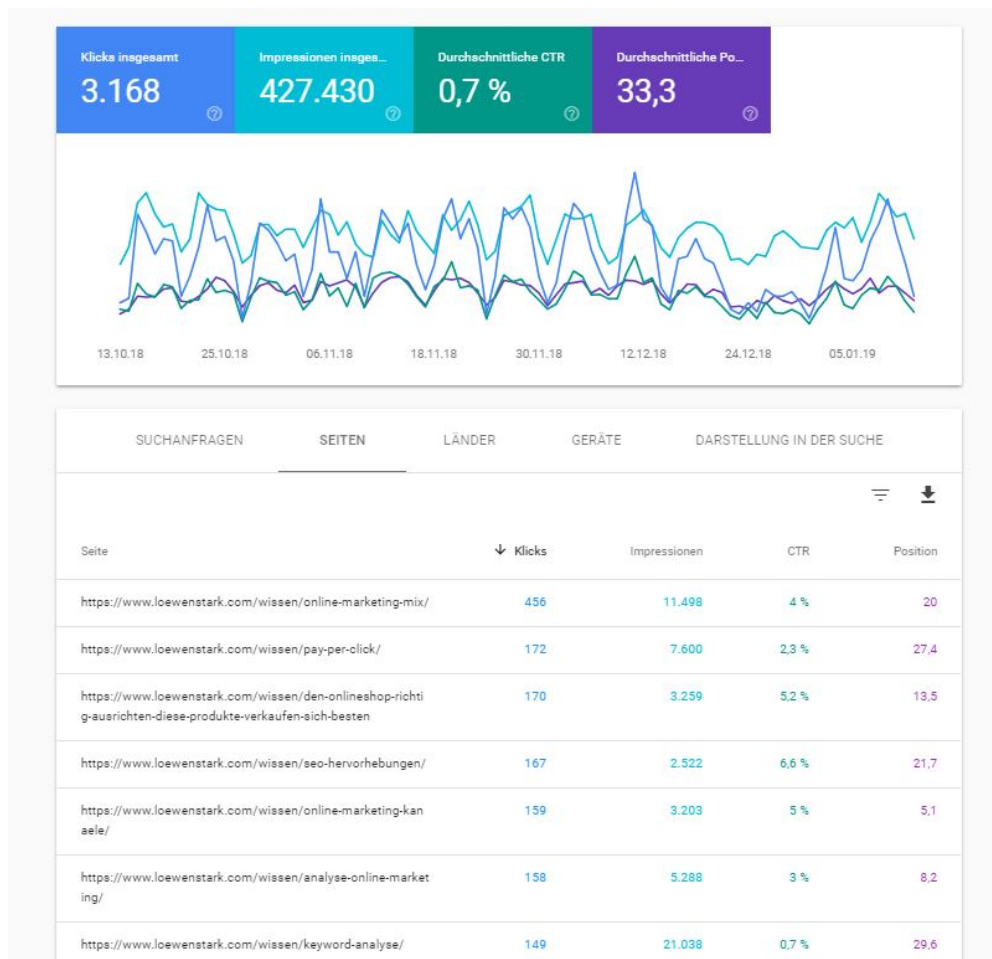 Klicks insgesamt
3.168
Impressionen insges...
427.430
Durchschnittliche CTR
0,7 %
Durchschnittliche Po...
33,3
13.10.18 25.10.18 06.11.18 18.11.18 30.11.18 12.12.18 24.12.18 05.01.19
SUCHANFRAGEN SEITEN LÄNDER GERÄTE DARSTELLUNG IN DER SUCHE
Seite Klicks Impressionen CTR Position
https://www.loewenstark.com/wissen/online-marketing-mix/ 456 11.498 4 % 20
https://www.loewenstark.com/wissen/pay-per-click/ 172 7.600 2,3 % 27,4
https://www.loewenstark.com/wissen/den-onlineshop-richti 170 3.259 5,2 % 13,5
g-ausrichten-diese-produkte-verkaufen-sich-besten
https://www.loewenstark.com/wissen/seo-hervorhebungen/ 167 2.522 6,6 % 21,7
https://www.loewenstark.com/wissen/online-marketing-kan 159 3.203 5 % 5,1
aele/
https://www.loewenstark.com/wissen/analyse-online-market 158 5.288 3 % 8,2
ing/
https://www.loewenstark.com/wissen/keyword-analyse/ 149 21.038 0,7 % 29,6